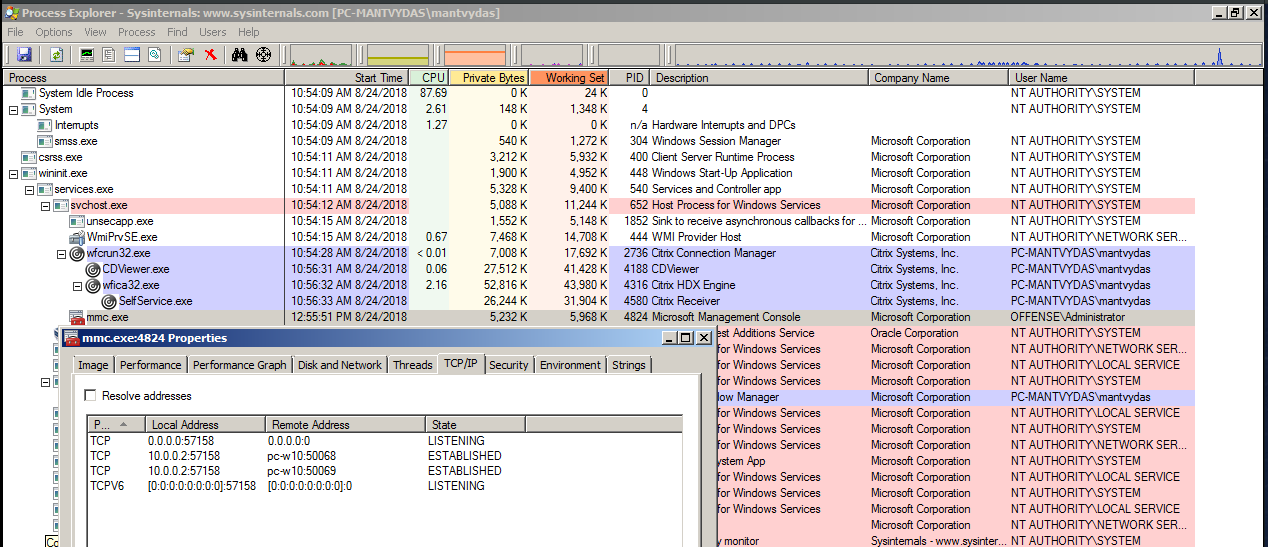 Process Explorer - Sysinternals: www.sysinternals.com [PC-MANTVYDAS\mantvydas]
File Options View Process Find Users Help
Process Start Time CPU Private Bytes Working Set PID Description Company Name User Name
System Idle Process 10:54:09 AM 8/24/2018 87.69 0 K 24 K 0 NT AUTHORITY\SYSTEM
System 10:54:09 AM 8/24/2018 2.61 148 K 1,348 K 4 NT AUTHORITY\SYSTEM
Interrupts 10:54:09 AM 8/24/2018 1.27 0 K 0 K n/a Hardware Interrupts and DPCs
smss.exe 10:54:09 AM 8/24/2018 540 K 1,272 K 304 Windows Session Manager Microsoft Corporation NT AUTHORITY\SYSTEM
csrss.exe 10:54:11 AM 8/24/2018 3,212 K 5,932 K 400 Client Server Runtime Process Microsoft Corporation NT AUTHORITY\SYSTEM
wininit.exe 10:54:11 AM 8/24/2018 1,900 K 4,952 K 448 Windows Start-Up Application Microsoft Corporation NT AUTHORITY\SYSTEM
services.exe 10:54:11 AM 8/24/2018 5,328 K 9,400 K 540 Services and Controller app Microsoft Corporation NT AUTHORITY\SYSTEM
svchost.exe 10:54:12 AM 8/24/2018 5,088 K 11,244 K 652 Host Process for Windows Services Microsoft Corporation NT AUTHORITY\SYSTEM
unsecapp.exe 10:54:15 AM 8/24/2018 1,552 K 5,148 K 1852 Sink to receive asynchronous callbacks for ... Microsoft Corporation NT AUTHORITY\SYSTEM
WmiPrvSE.exe 10:54:15 AM 8/24/2018 0.67 7,468 K 14,708 K 444 WMI Provider Host Microsoft Corporation NT AUTHORITY\NETWORK SER...
wfcrun32.exe 10:54:28 AM 8/24/2018 < 0.01 7,008 K 17,692 K 2736 Citrix Connection Manager Citrix Systems, Inc. PC-MANTVYDAS\mantvydas
CDViewer.exe 10:56:31 AM 8/24/2018 0.06 27,512 K 41,428 K 4188 CDViewer Citrix Systems, Inc. PC-MANTVYDAS\mantvydas
wfica32.exe 10:56:32 AM 8/24/2018 2.16 52,816 K 43,980 K 4316 Citrix HDX Engine Citrix Systems, Inc. PC-MANTVYDAS\mantvydas
SelfService.exe 10:56:33 AM 8/24/2018 26,244 K 31,904 K 4580 Citrix Receiver Citrix Systems, Inc. PC-MANTVYDAS\mantvydas
mmc.exe 12:55:51 PM 8/24/2018 5,232 K 5,968 K 4824 Microsoft Management Console Microsoft Corporation OFFENSE\Administrator
mmc.exe:4824 Properties
Image Performance Performance Graph Disk and Network Threads TCP/IP Security Environment Strings
Resolve addresses
P... Local Address Remote Address State
TCP 0.0.0.0:57158 0.0.0.0:0 LISTENING
TCP 10.0.0.2:57158 pc-w10:50068 ESTABLISHED
TCP 10.0.0.2:57158 pc-w10:50069 ESTABLISHED
TCPV6 [0:0:0:0:0:0:0:0]:57158 [0:0:0:0:0:0:0:0]:0 LISTENING
est Additions Service Oracle Corporation NT AUTHORITY\SYSTEM
for Windows Services Microsoft Corporation NT AUTHORITY\NETWORK SER...
for Windows Services Microsoft Corporation NT AUTHORITY\LOCAL SERVICE
for Windows Services Microsoft Corporation NT AUTHORITY\SYSTEM
low Manager Microsoft Corporation PC-MANTVYDAS\mantvydas
for Windows Services Microsoft Corporation NT AUTHORITY\LOCAL SERVICE
for Windows Services Microsoft Corporation NT AUTHORITY\SYSTEM
for Windows Services Microsoft Corporation NT AUTHORITY\NETWORK SER...
ystem App Microsoft Corporation NT AUTHORITY\SYSTEM
for Windows Services Microsoft Corporation NT AUTHORITY\LOCAL SERVICE
for Windows Services Microsoft Corporation NT AUTHORITY\SYSTEM
for Windows Services Microsoft Corporation NT AUTHORITY\LOCAL SERVICE
Microsoft Corporation NT AUTHORITY\NETWORK SER...
y monitor Sysinternals - www.sysinter... NT AUTHORITY\SYSTEM